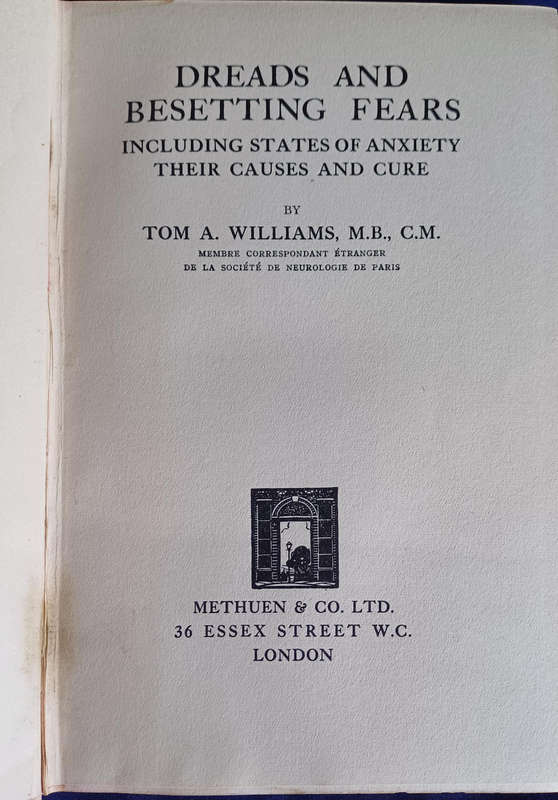 DREADS AND
BESETTING FEARS
INCLUDING STATES OF ANXIETY
THEIR CAUSES AND CURE
BY
TOM A. WILLIAMS, M.B., C.M.
MEMBRE CORRESPONDANT ÉTRANGER
DE LA SOCIÉTÉ DE NEUROLOGIE DE PARIS
METHUEN & CO. LTD.
36 ESSEX STREET W.C.
LONDON